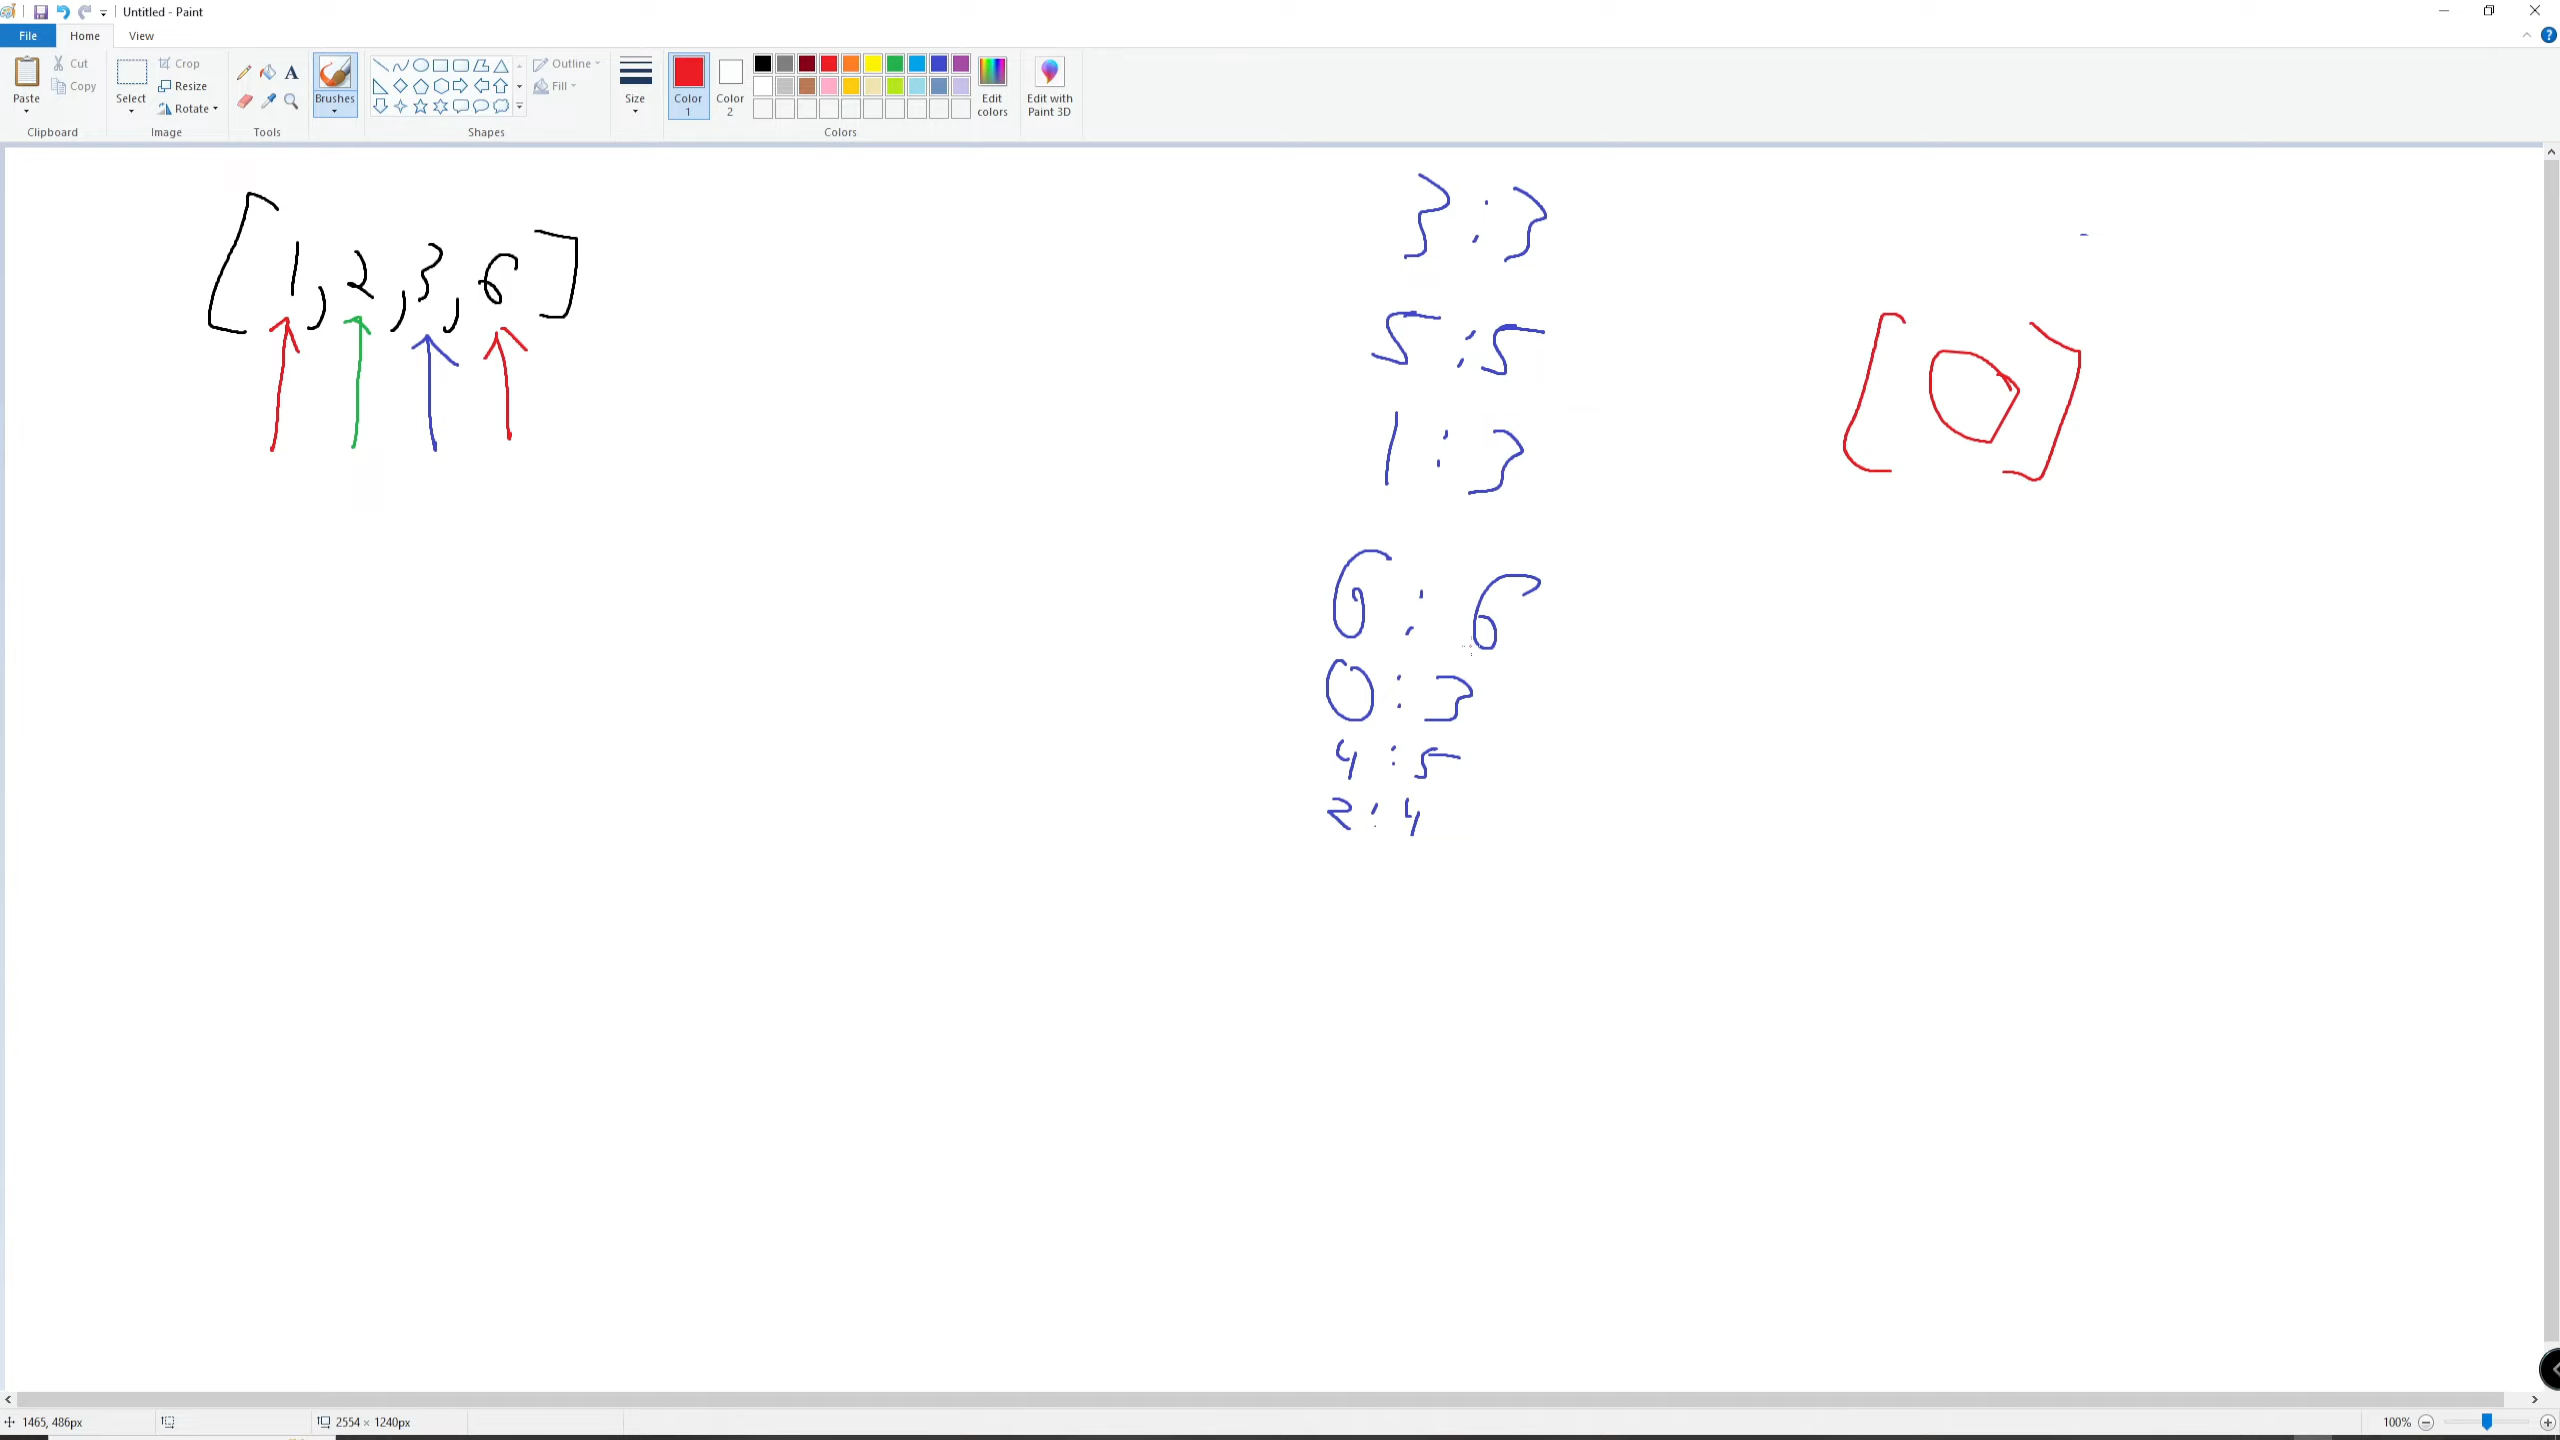 Untitled - Paint
File Home View
Cut
Copy
Paste
Clipboard
Select
Crop
Resize
Rotate
Image
Tools
Brushes
Shapes
Outline
Fill
Size
Color 1
Color 2
Colors
Edit colors
Edit with Paint 3D
[1, 2, 3, 6]
3:3
5:5
1:3
6:6
0:3
4:5
2:4
[0]
1465, 486px
2554 × 1240px
100%